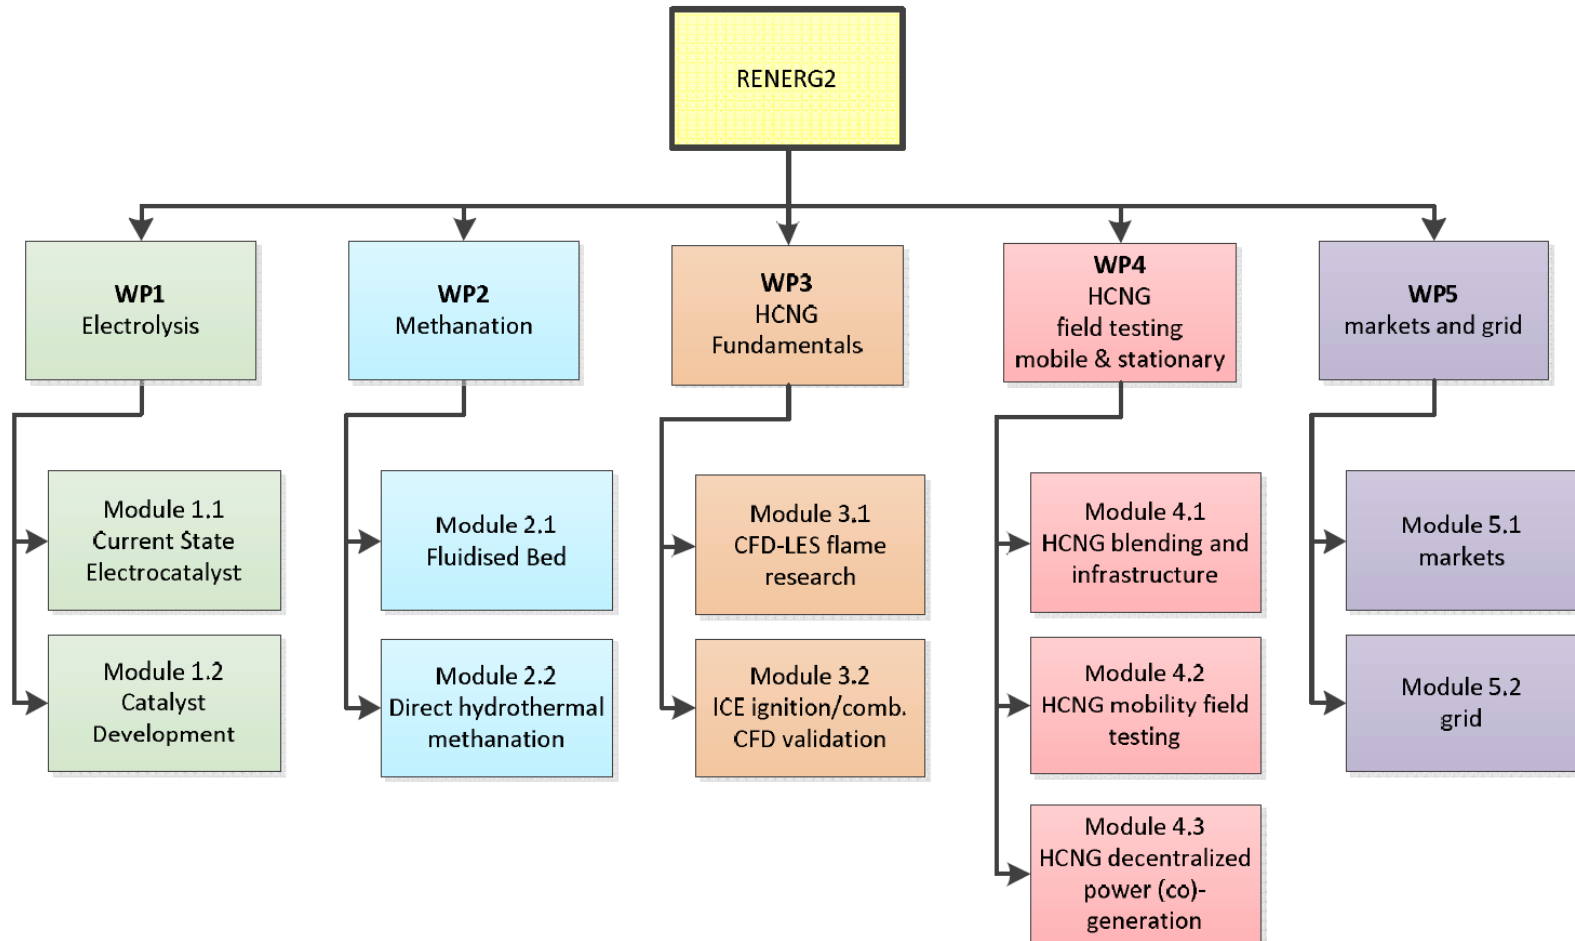 RENERG2
WP1
Electrolysis
WP2
Methanation
WP3
HCNG
Fundamentals
WP4
HCNG
field testing
mobile & stationary
WP5
markets and grid
Module 1.1
Current State
Electrocatalyst
Module 2.1
Fluidised Bed
Module 3.1
CFD-LES flame
research
Module 4.1
HCNG blending and
infrastructure
Module 5.1
markets
Module 1.2
Catalyst
Development
Module 2.2
Direct hydrothermal
methanation
Module 3.2
ICE ignition/comb.
CFD validation
Module 4.2
HCNG mobility field
testing
Module 5.2
grid
Module 4.3
HCNG decentralized
power (co)-
generation